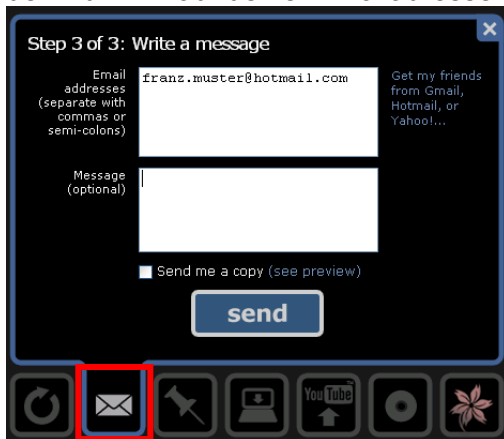 Step 3 of 3: Write a message
Email
addresses
(separate with
commas or
semi-colons)
franz.muster@hotmail.com
Get my friends
from Gmail,
Hotmail, or
Yahoo!...
Message
(optional)
Send me a copy (see preview)
send
You Tube